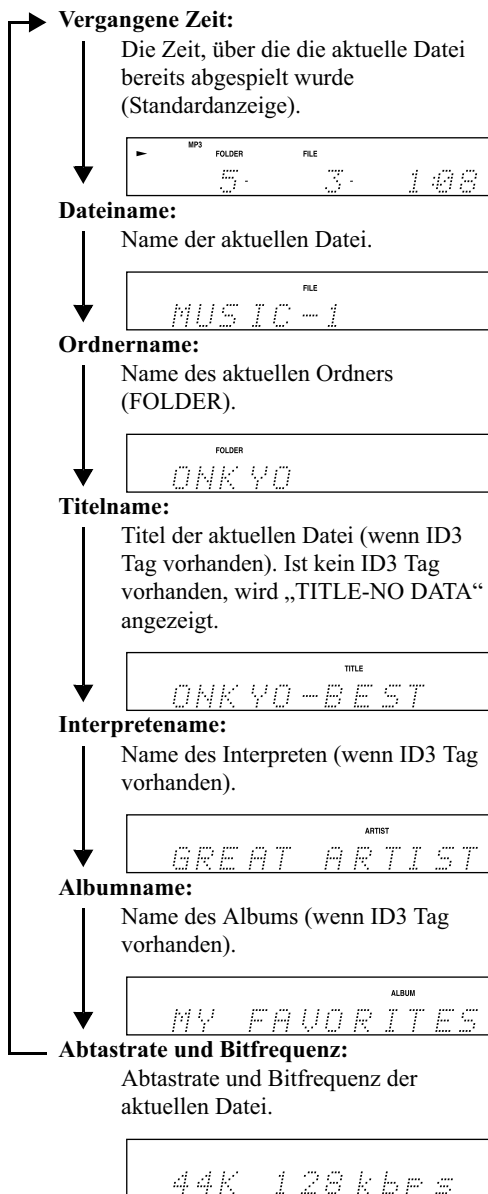 Vergangene Zeit:
Die Zeit, über die die aktuelle Datei
bereits abgespielt wurde
(Standardanzeige).
MP3 FOLDER FILE
5 3 1:08
Dateiname:
Name der aktuellen Datei.
FILE
MUSIC-1
Ordnername:
Name des aktuellen Ordners
(FOLDER).
FOLDER
ONKYO
Titelname:
Titel der aktuellen Datei (wenn ID3
Tag vorhanden). Ist kein ID3 Tag
vorhanden, wird „TITLE-NO DATA“
angezeigt.
TITLE
ONKYO-BEST
Interpretename:
Name des Interpreten (wenn ID3 Tag
vorhanden).
ARTIST
GREAT ARTIST
Albumname:
Name des Albums (wenn ID3 Tag
vorhanden).
ALBUM
MY FAVORITES
Abtastrate und Bitfrequenz:
Abtastrate und Bitfrequenz der
aktuellen Datei.
44K 128kbps